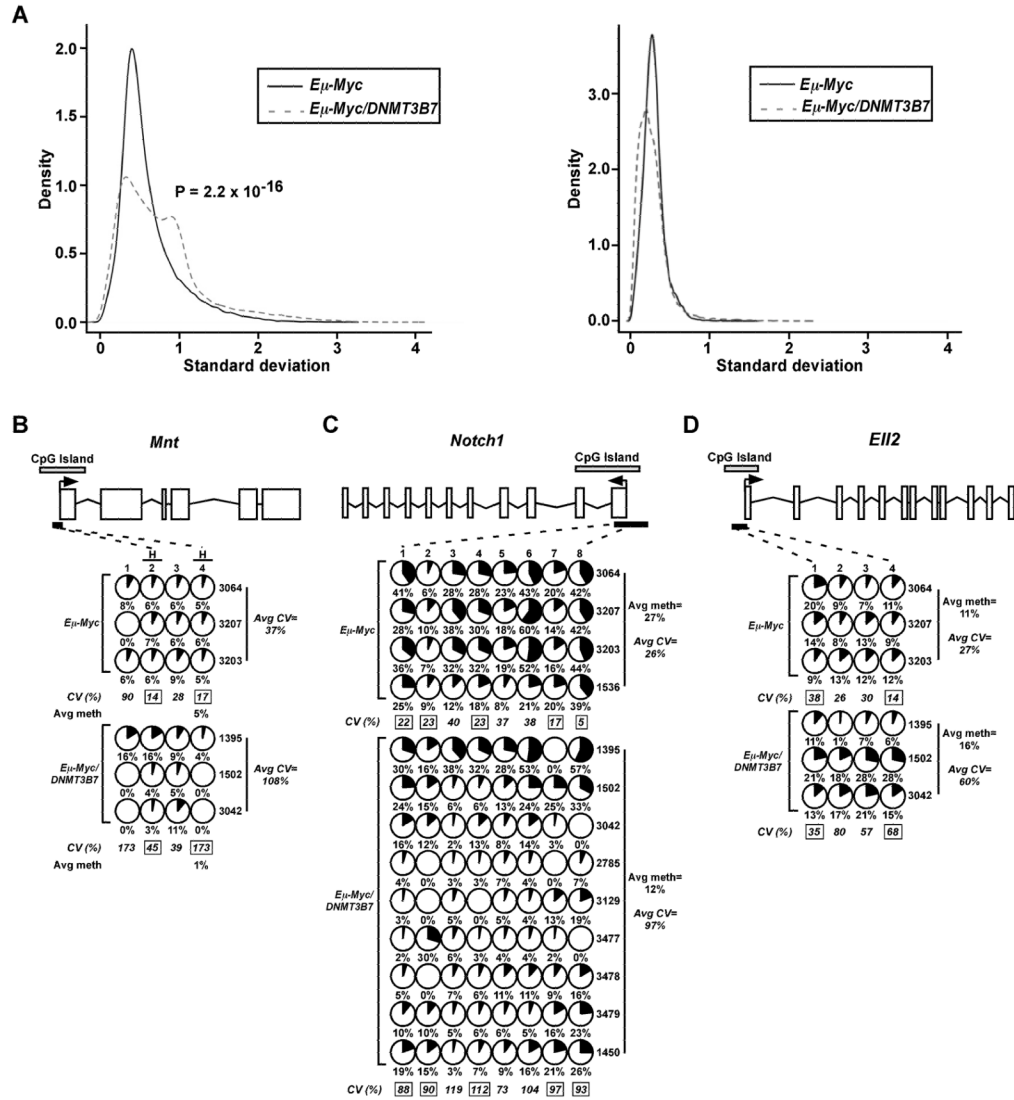 A
2.0
1.5
1.0
0.5
0.0
Density
0 1 2 3 4
Standard deviation
Eμ-Myc
Eμ-Myc/DNMT3B7
P = 2.2 x 10-16
3.0
2.0
1.0
0.0
Density
0 1 2 3 4
Standard deviation
Eμ-Myc
Eμ-Myc/DNMT3B7
B
Mnt
CpG Island
H H
1 2 3 4
Eμ-Myc
3064
8% 6% 6% 5%
3207
0% 7% 6% 6%
3203
6% 6% 9% 5%
Avg CV=
37%
CV (%) 90 14 28 17
Avg meth 5%
Eμ-Myc/
DNMT3B7
1395
16% 16% 9% 4%
1502
0% 4% 5% 0%
3042
0% 3% 11% 0%
Avg CV=
108%
CV (%) 173 45 39 173
Avg meth 1%
C
Notch1
CpG Island
1 2 3 4 5 6 7 8
Eμ-Myc
3064
41% 6% 28% 28% 23% 43% 20% 42%
3207
28% 10% 38% 30% 18% 60% 14% 42%
3203
36% 7% 32% 32% 19% 52% 16% 44%
1536
25% 9% 12% 18% 8% 21% 20% 39%
Avg meth=
27%
Avg CV=
26%
CV (%) 22 23 40 23 37 38 17 5
Eμ-Myc/
DNMT3B7
1395
30% 16% 38% 32% 28% 53% 0% 57%
1502
24% 15% 6% 6% 13% 24% 25% 33%
3042
16% 12% 2% 13% 8% 14% 3% 0%
2785
4% 0% 3% 3% 7% 4% 0% 7%
3129
3% 0% 5% 0% 5% 4% 13% 19%
3477
2% 30% 6% 3% 4% 4% 2% 0%
3478
5% 0% 7% 6% 11% 11% 9% 16%
3479
10% 10% 5% 6% 6% 5% 16% 23%
1450
19% 15% 3% 7% 9% 16% 21% 26%
Avg meth=
12%
Avg CV=
97%
CV (%) 88 90 119 112 73 104 97 93
D
Ell2
CpG Island
1 2 3 4
Eμ-Myc
3064
20% 9% 7% 11%
3207
14% 8% 13% 9%
3203
9% 13% 12% 12%
Avg meth=
11%
Avg CV=
27%
CV (%) 38 26 30 14
Eμ-Myc/
DNMT3B7
1395
11% 1% 7% 6%
1502
21% 18% 28% 28%
3042
13% 17% 21% 15%
Avg meth=
16%
Avg CV=
60%
CV (%) 35 80 57 68